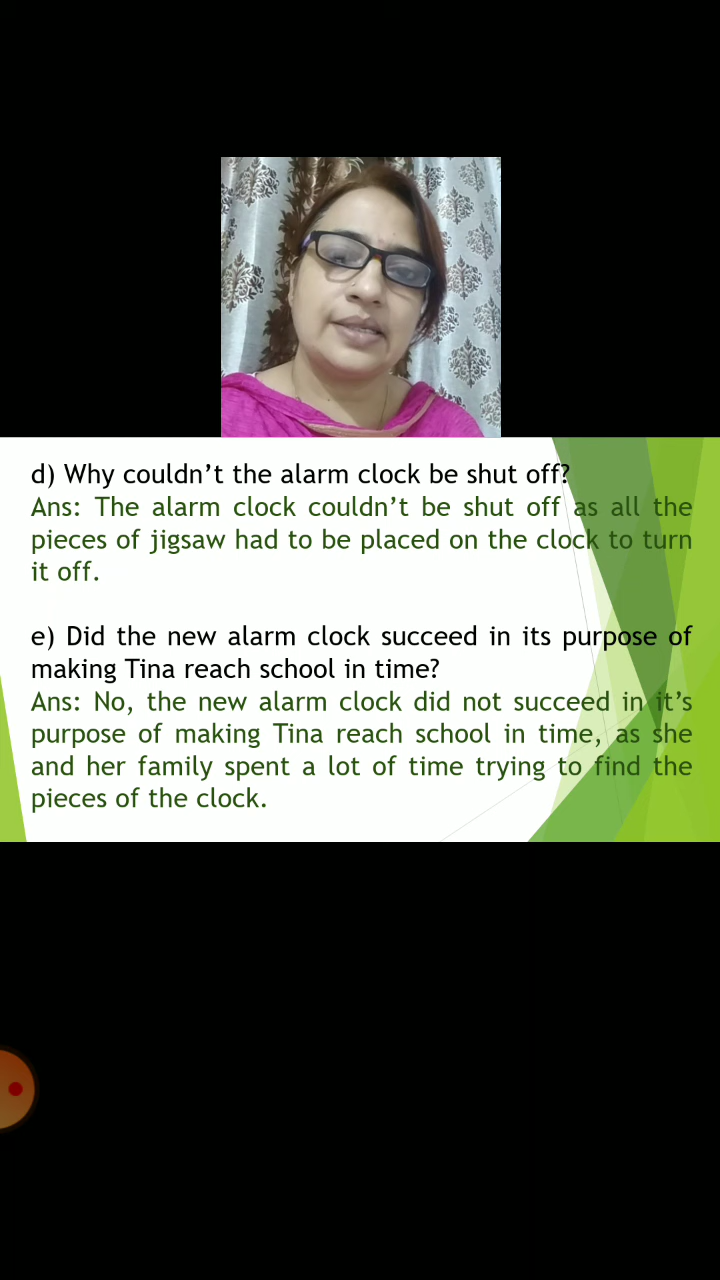 d) Why couldn’t the alarm clock be shut off?
Ans: The alarm clock couldn’t be shut off as all the
pieces of jigsaw had to be placed on the clock to turn
it off.
e) Did the new alarm clock succeed in its purpose of
making Tina reach school in time?
Ans: No, the new alarm clock did not succeed in it’s
purpose of making Tina reach school in time, as she
and her family spent a lot of time trying to find the
pieces of the clock.